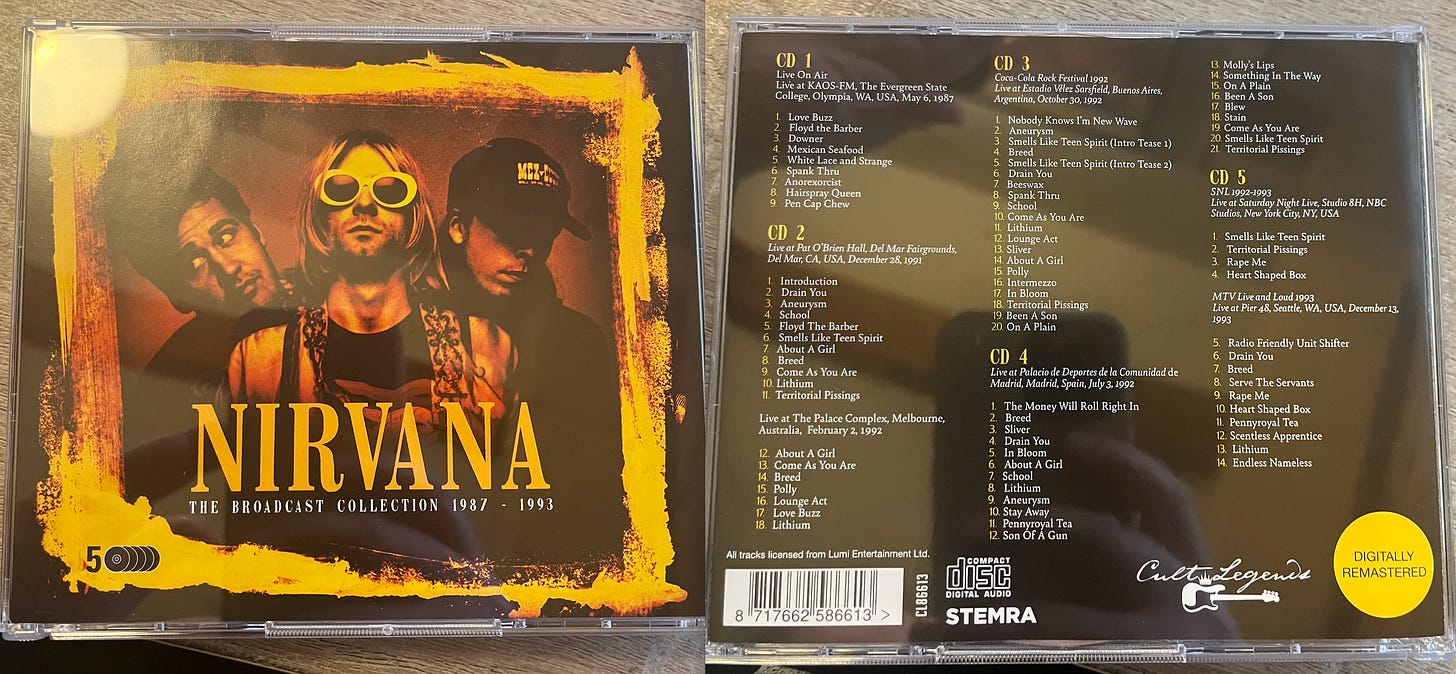 MEX-
NIRVANA
THE BROADCAST COLLECTION 1987 - 1993
5
CD 1
Live On Air
Live at KAOS-FM, The Evergreen State
College, Olympia, WA, USA, May 6, 1987
1. Love Buzz
2. Floyd the Barber
3. Downer
4. Mexican Seafood
5. White Lace and Strange
6. Spank Thru
7. Anorexorcist
8. Hairspray Queen
9. Pen Cap Chew
CD 2
Live at Pat O'Brien Hall, Del Mar Fairgrounds,
Del Mar, CA, USA, December 28, 1991
1. Introduction
2. Drain You
3. Aneurysm
4. School
5. Floyd The Barber
6. Smells Like Teen Spirit
7. About A Girl
8. Breed
9. Come As You Are
10. Lithium
11. Territorial Pissings
Live at The Palace Complex, Melbourne,
Australia, February 2, 1992
12. About A Girl
13. Come As You Are
14. Breed
15. Polly
16. Lounge Act
17. Love Buzz
18. Lithium
CD 3
Coca-Cola Rock Festival 1992
Live at Estadio Vélez Sarsfield, Buenos Aires,
Argentina, October 30, 1992
1. Nobody Knows I'm New Wave
2. Aneurysm
3. Smells Like Teen Spirit (Intro Tease 1)
4. Breed
5. Smells Like Teen Spirit (Intro Tease 2)
6. Drain You
7. Beeswax
8. Spank Thru
9. School
10. Come As You Are
11. Lithium
12. Lounge Act
13. Sliver
14. About A Girl
15. Polly
16. Intermezzo
17. In Bloom
18. Territorial Pissings
19. Been A Son
20. On A Plain
CD 4
Live at Palacio de Deportes de la Comunidad de
Madrid, Madrid, Spain, July 3, 1992
1. The Money Will Roll Right In
2. Breed
3. Sliver
4. Drain You
5. In Bloom
6. About A Girl
7. School
8. Lithium
9. Aneurysm
10. Stay Away
11. Pennyroyal Tea
12. Son Of A Gun
13. Molly's Lips
14. Something In The Way
15. On A Plain
16. Been A Son
17. Blew
18. Stain
19. Come As You Are
20. Smells Like Teen Spirit
21. Territorial Pissings
CD 5
SNL 1992-1993
Live at Saturday Night Live, Studio 8H, NBC
Studios, New York City, NY, USA
1. Smells Like Teen Spirit
2. Territorial Pissings
3. Rape Me
4. Heart Shaped Box
MTV Live and Loud 1993
Live at Pier 48, Seattle, WA, USA, December 13,
1993
5. Radio Friendly Unit Shifter
6. Drain You
7. Breed
8. Serve The Servants
9. Rape Me
10. Heart Shaped Box
11. Pennyroyal Tea
12. Scentless Apprentice
13. Lithium
14. Endless Nameless
All tracks licensed from Lumi Entertainment Ltd.
8 717662 586613 >
CL86613
COMPACT
disc
DIGITAL AUDIO
STEMRA
Cult Legends
DIGITALLY
REMASTERED